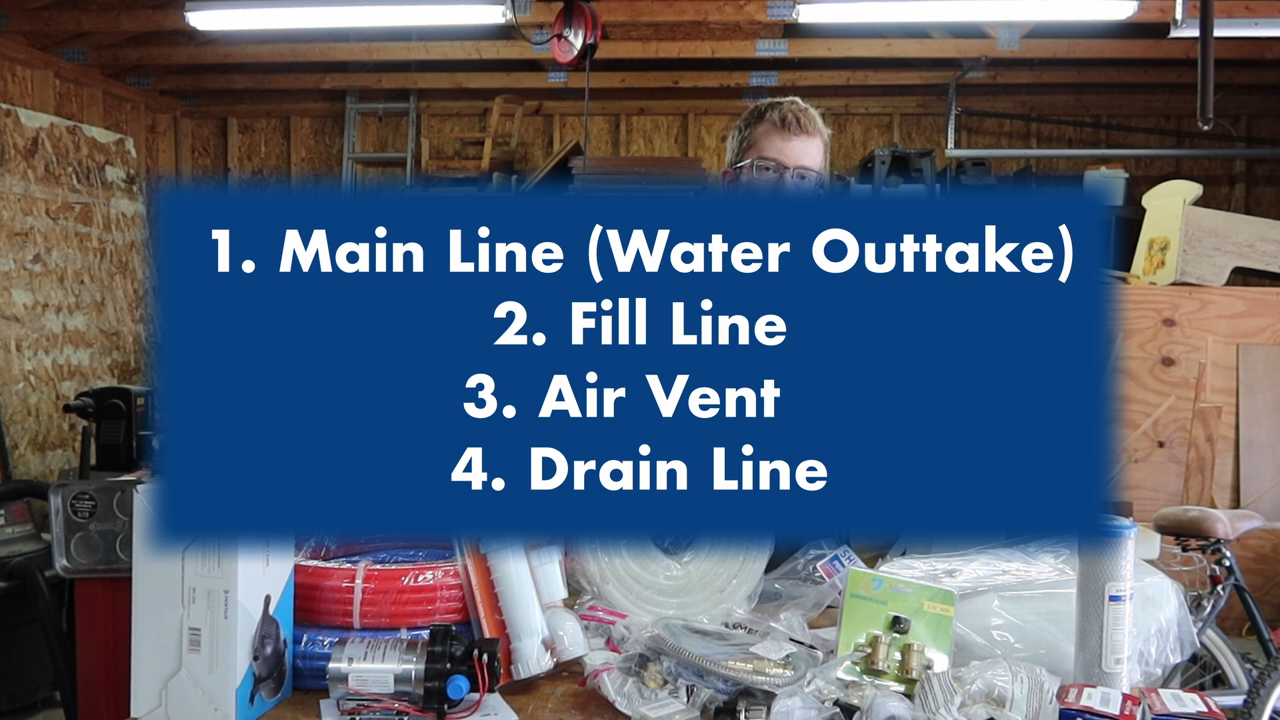 1. Main Line (Water Outtake)
2. Fill Line
3. Air Vent
4. Drain Line